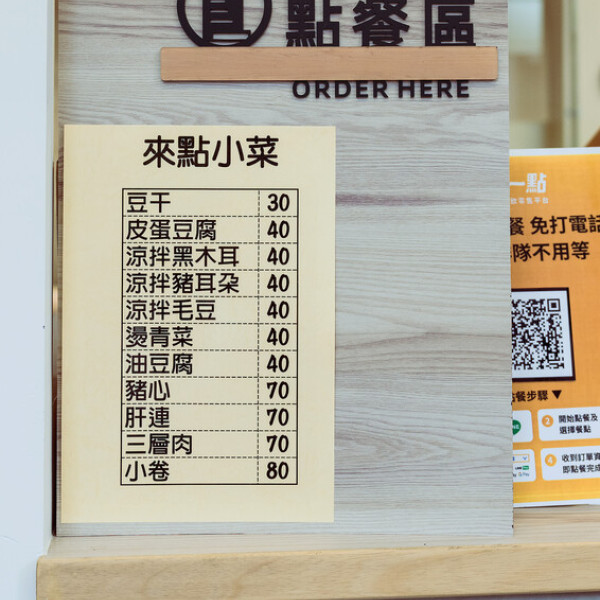 點餐區
ORDER HERE
來點小菜
豆干 30
皮蛋豆腐 40
涼拌黑木耳 40
涼拌豬耳朵 40
涼拌毛豆 40
燙青菜 40
油豆腐 40
豬心 70
肝連 70
三層肉 70
小卷 80
一點
餐 免打電話
隊不用等
點餐步驟 ▼
2 開始點餐及
選擇餐點
4 收到訂單資
即點餐完成